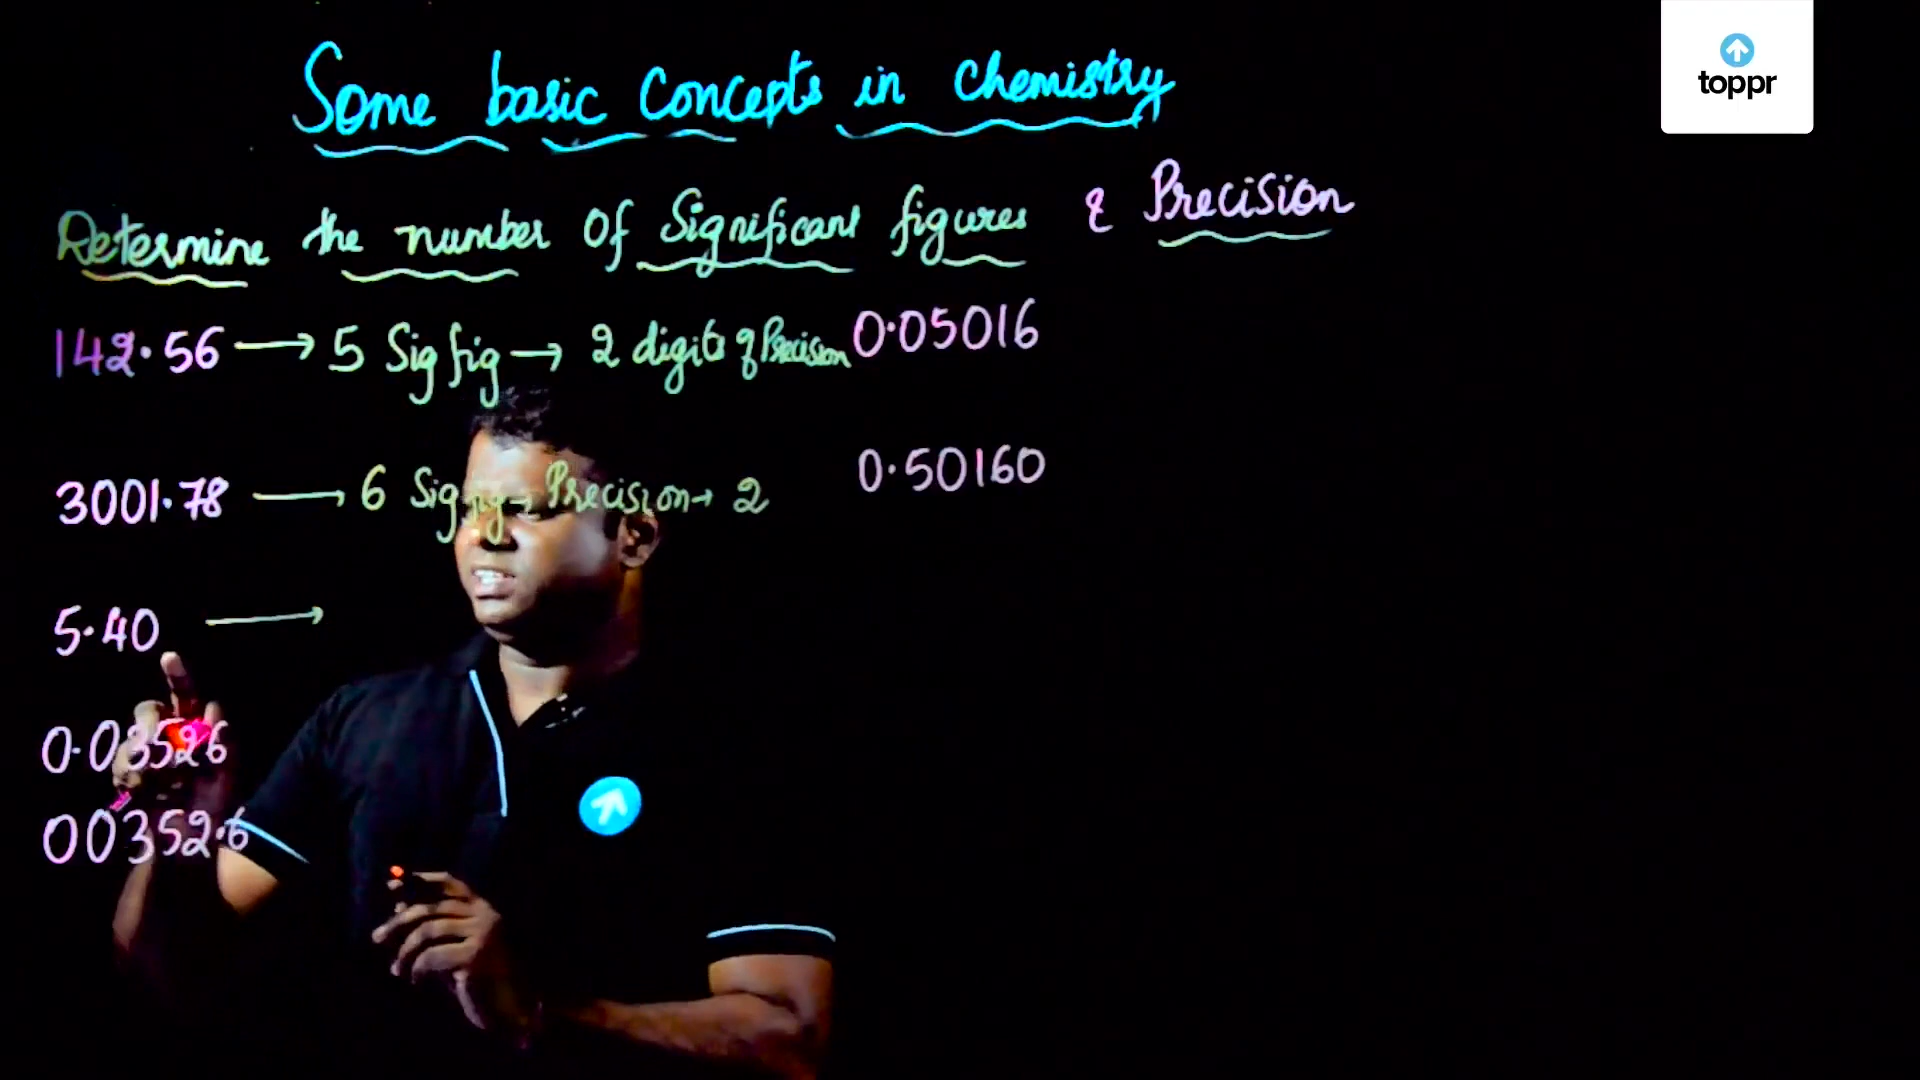 Some basic Concepts in Chemistry
toppr
Determine the number Of Significant figures & Precision
142.56 → 5 Sig fig → 2 digits of Precision 0.05016
3001.78 → 6 Sig fig → Precision → 2 0.50160
5.40 →
0.03526
00352.6